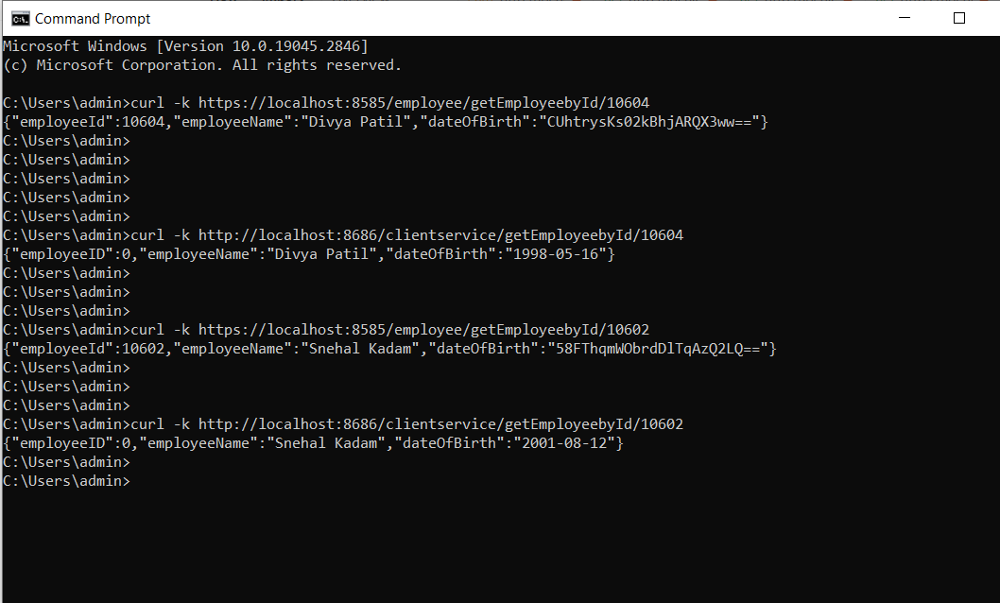 Command Prompt
Microsoft Windows [Version 10.0.19045.2846]
(c) Microsoft Corporation. All rights reserved.
C:\Users\admin>curl -k https://localhost:8585/employee/getEmployeebyId/10604
{"employeeId":10604,"employeeName":"Divya Patil","dateOfBirth":"CUhtrysKs02kBhjARQX3ww=="}
C:\Users\admin>
C:\Users\admin>
C:\Users\admin>
C:\Users\admin>
C:\Users\admin>
C:\Users\admin>curl -k http://localhost:8686/clientservice/getEmployeebyId/10604
{"employeeID":0,"employeeName":"Divya Patil","dateOfBirth":"1998-05-16"}
C:\Users\admin>
C:\Users\admin>
C:\Users\admin>
C:\Users\admin>curl -k https://localhost:8585/employee/getEmployeebyId/10602
{"employeeId":10602,"employeeName":"Snehal Kadam","dateOfBirth":"58FThqmWObrdDlTqAzQ2LQ=="}
C:\Users\admin>
C:\Users\admin>
C:\Users\admin>
C:\Users\admin>curl -k http://localhost:8686/clientservice/getEmployeebyId/10602
{"employeeID":0,"employeeName":"Snehal Kadam","dateOfBirth":"2001-08-12"}
C:\Users\admin>
C:\Users\admin>